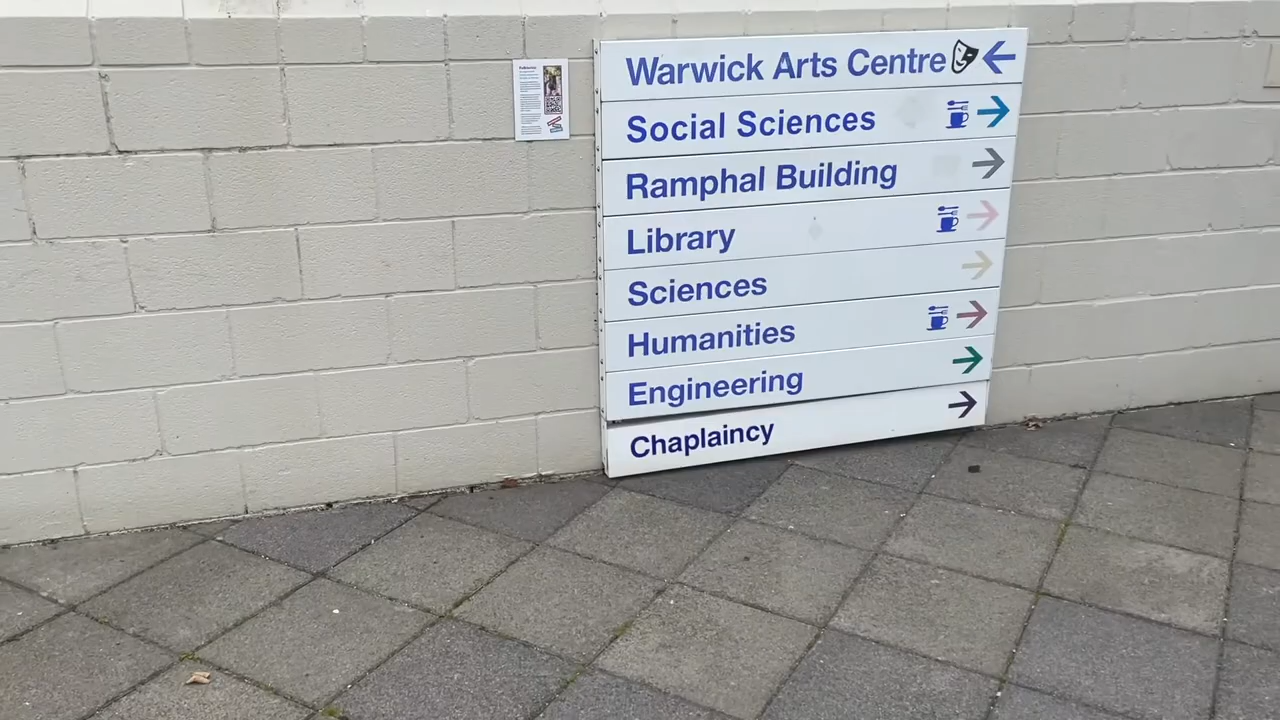 Warwick Arts Centre
Social Sciences
Ramphal Building
Library
Sciences
Humanities
Engineering
Chaplaincy